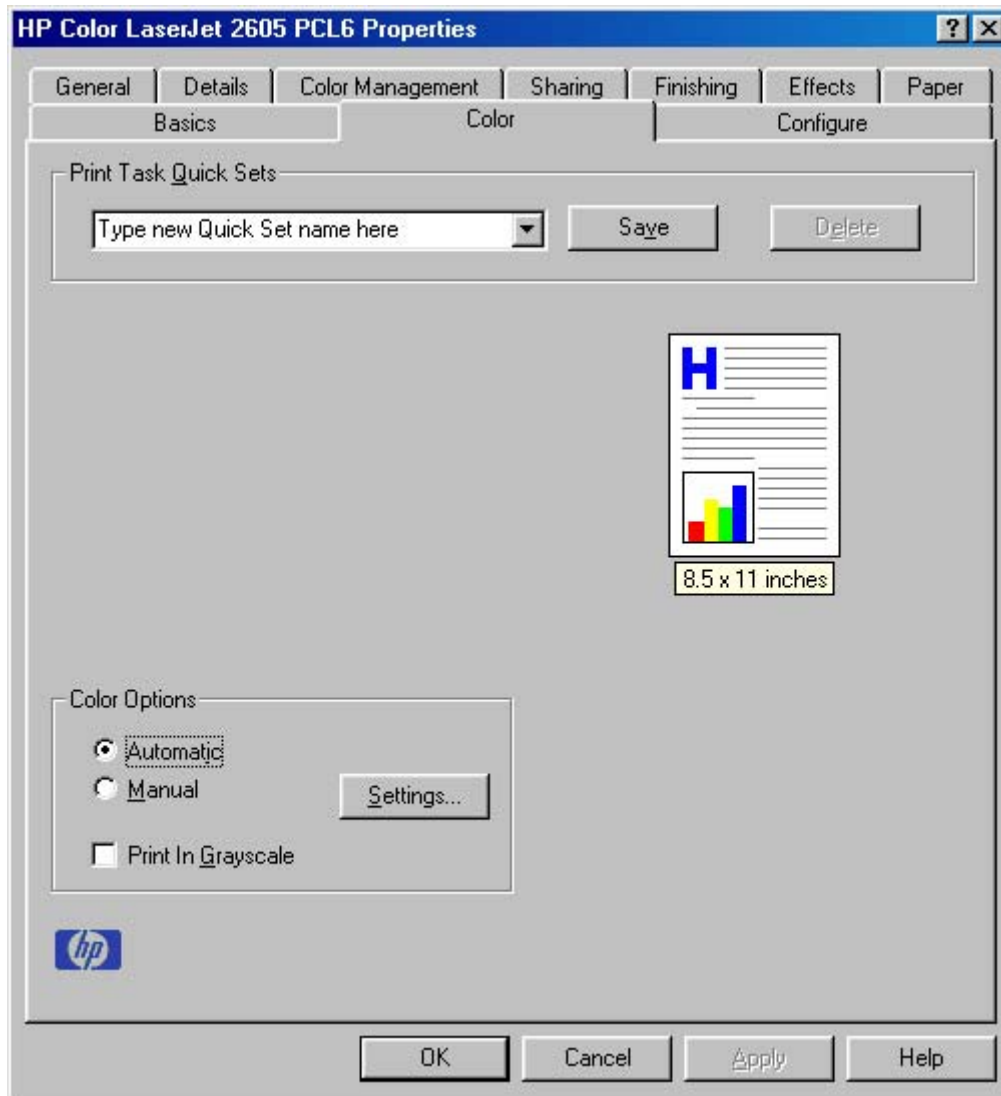 HP Color LaserJet 2605 PCL6 Properties ? X
General Details Color Management Sharing Finishing Effects Paper
Basics Color Configure
Print Task Quick Sets
Type new Quick Set name here Save Delete
H
8.5 x 11 inches
Color Options
Automatic
Manual Settings...
Print In Grayscale
hp
OK Cancel Apply Help